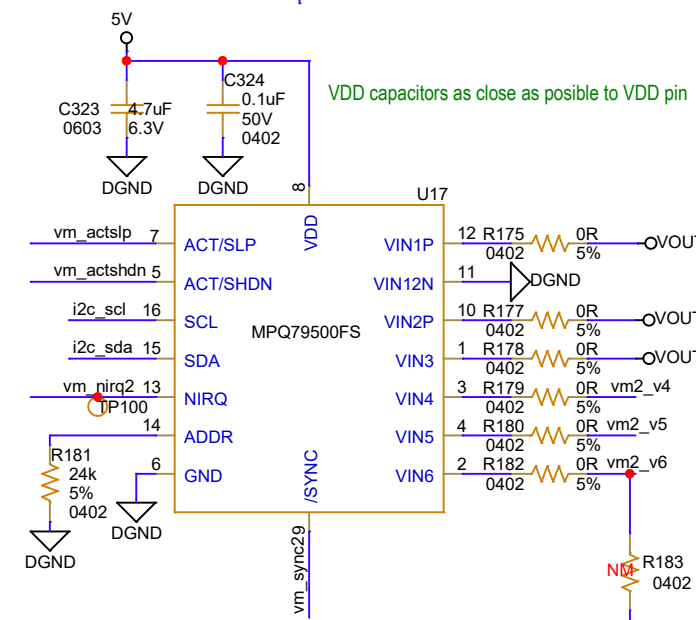 5V
C323
0603
4.7uF
6.3V
C324
0.1uF
50V
0402
VDD capacitors as close as posible to VDD pin
DGND
DGND
8
U17
VDD
vm_actslp 7 ACT/SLP
vm_actshdn 5 ACT/SHDN
i2c_scl 16 SCL
i2c_sda 15 SDA
vm_nirq2 13 NIRQ
TP100
14 ADDR
6 GND
MPQ79500FS
/SYNC
VIN1P 12 R175 0R VOUT
0402 5%
VIN12N 11 DGND
VIN2P 10 R177 0R VOUT
0402 5%
VIN3 1 R178 0R VOUT
0402 5%
VIN4 3 R179 0R vm2_v4
0402 5%
VIN5 4 R180 0R vm2_v5
0402 5%
VIN6 2 R182 0R vm2_v6
0402 5%
R181
24k
5%
0402
DGND
DGND
vm_sync2 9
NM
R183
0402